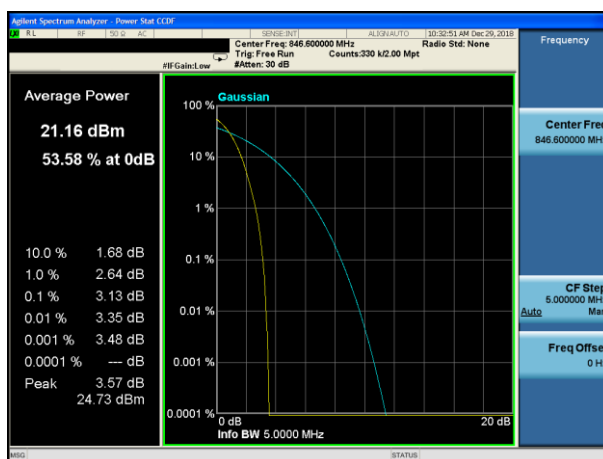 Agilent Spectrum Analyzer - Power Stat CCDF
RL RF 50 Ω AC SENSE:INT ALIGNAUTO 10:32:51 AM Dec 29, 2018
Center Freq: 846.600000 MHz Radio Std: None
Trig: Free Run Counts:330 k/2.00 Mpt
#IFGain:Low #Atten: 30 dB
Frequency
Average Power
21.16 dBm
53.58 % at 0dB
10.0 % 1.68 dB
1.0 % 2.64 dB
0.1 % 3.13 dB
0.01 % 3.35 dB
0.001 % 3.48 dB
0.0001 % --- dB
Peak 3.57 dB
24.73 dBm
Gaussian
100 %
10 %
1 %
0.1 %
0.01 %
0.001 %
0.0001 %
0 dB 20 dB
Info BW 5.0000 MHz
Center Freq
846.600000 MH
CF Step
5.000000 MH
Auto Ma
Freq Offse
0 H
MSG STATUS